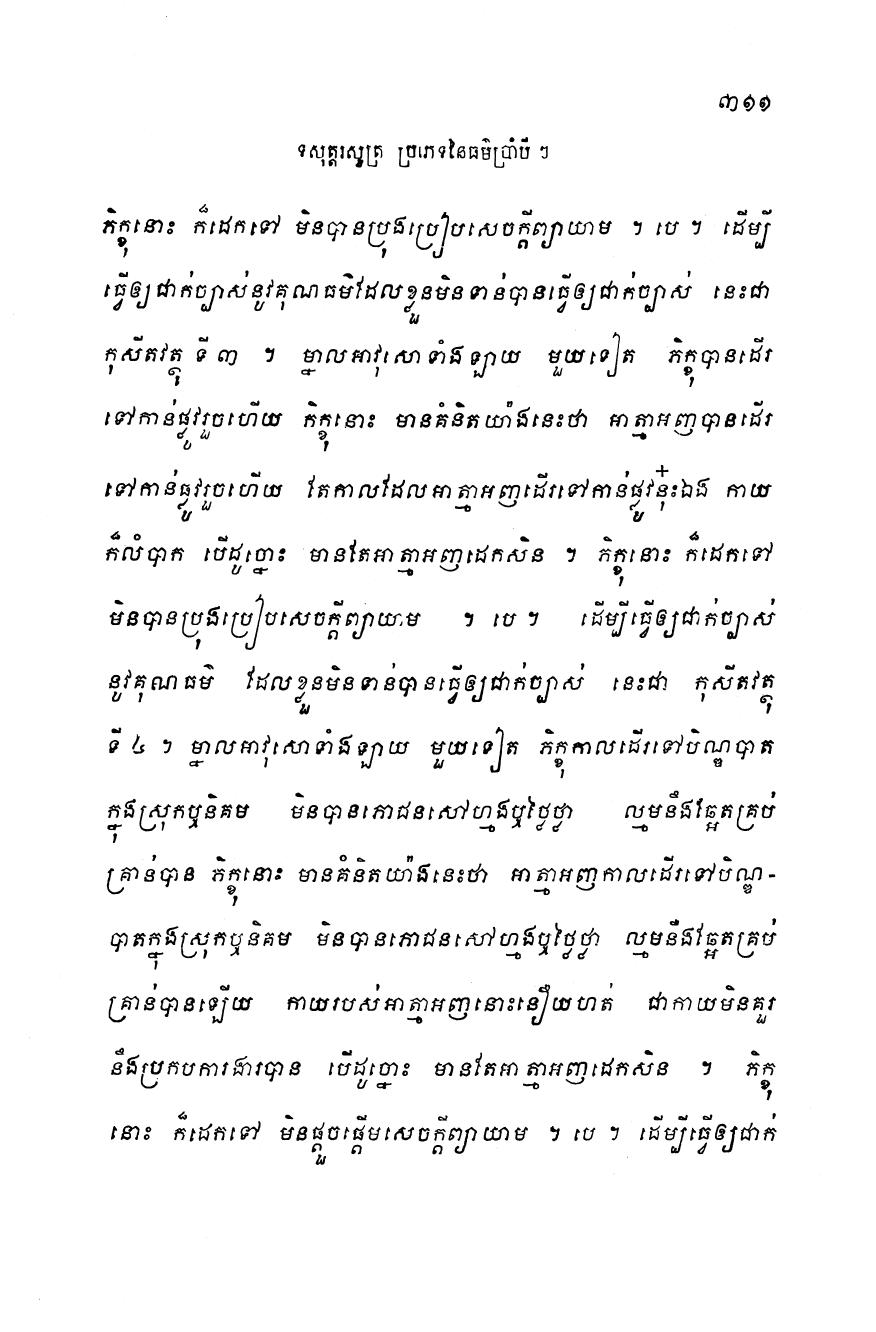 ៣១១
ទសុត្តរសូត្រ ប្រភេទនៃធម៌ប្រាំបី ៗ
ភិក្ខុនោះ ក៏ដេកទៅ មិនបានប្រុងប្រៀបសេចក្តីព្យាយាម ។ បេ ។ ដើម្បី
ធ្វើឲ្យជាក់ច្បាស់នូវគុណធម៌ដែលខ្លួនមិនទាន់បានធ្វើឲ្យជាក់ច្បាស់ នេះជា
កុសីតវត្ថុ ទី ៣ ។ ម្នាលអាវុសោទាំងឡាយ មួយទៀត ភិក្ខុបានដើរ
ទៅកាន់ផ្លូវរួចហើយ ភិក្ខុនោះ មានគំនិតយ៉ាងនេះថា អាត្មាអញបានដើរ
ទៅកាន់ផ្លូវរួចហើយ តែកាលដែលអាត្មាអញដើរទៅកាន់ផ្លូវនុ៎ះឯង កាយ
ក៏លំបាក បើដូច្នោះ មានតែអាត្មាអញដេកសិន ។ ភិក្ខុនោះ ក៏ដេកទៅ
មិនបានប្រុងប្រៀបសេចក្តីព្យាយាម ។ បេ ។ ដើម្បីធ្វើឲ្យជាក់ច្បាស់
នូវគុណធម៌ ដែលខ្លួនមិនទាន់បានធ្វើឲ្យជាក់ច្បាស់ នេះជា កុសីតវត្ថុ
ទី ៤ ។ ម្នាលអាវុសោទាំងឡាយ មួយទៀត ភិក្ខុកាលដើរទៅបិណ្ឌបាត
ក្នុងស្រុកឬនិគម មិនបានភោជនសៅហ្មងឬថ្លៃថ្លា ល្មមនឹងឆ្អែតគ្រប់
គ្រាន់បាន ភិក្ខុនោះ មានគំនិតយ៉ាងនេះថា អាត្មាអញកាលដើរទៅបិណ្ឌ-
បាតក្នុងស្រុកឬនិគម មិនបានភោជនសៅហ្មងឬថ្លៃថ្លា ល្មមនឹងឆ្អែតគ្រប់
គ្រាន់បានឡើយ កាយរបស់អាត្មាអញនោះនឿយហត់ ជាកាយមិនគួរ
នឹងប្រកបការងារបាន បើដូច្នោះ មានតែអាត្មាអញដេកសិន ។ ភិក្ខុ
នោះ ក៏ដេកទៅ មិនផ្តួចផ្តើមសេចក្តីព្យាយាម ។ បេ ។ ដើម្បីធ្វើឲ្យជាក់